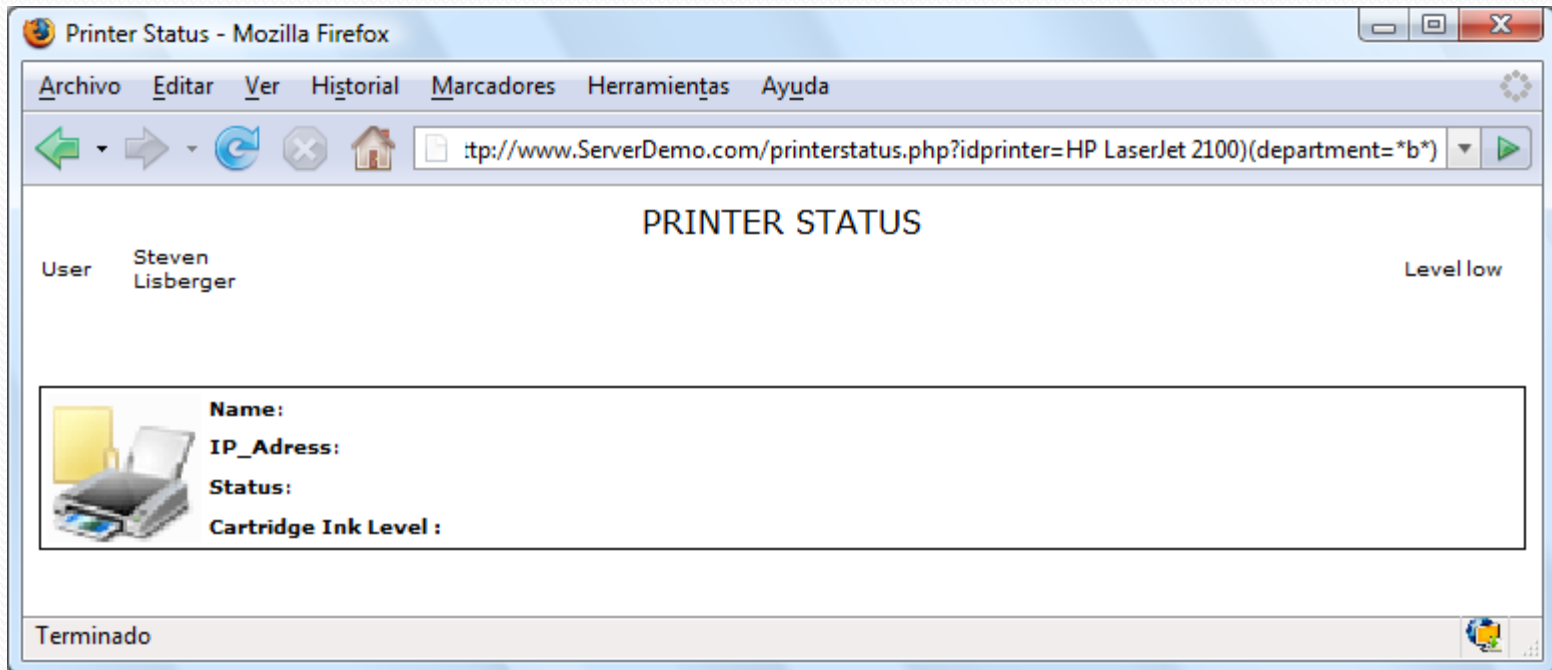 Printer Status - Mozilla Firefox
Archivo Editar Ver Historial Marcadores Herramientas Ayuda
ttp://www.ServerDemo.com/printerstatus.php?idprinter=HP LaserJet 2100)(department=*b*)
PRINTER STATUS
User Steven Lisberger Level low
Name:
IP_Adress:
Status:
Cartridge Ink Level :
Terminado